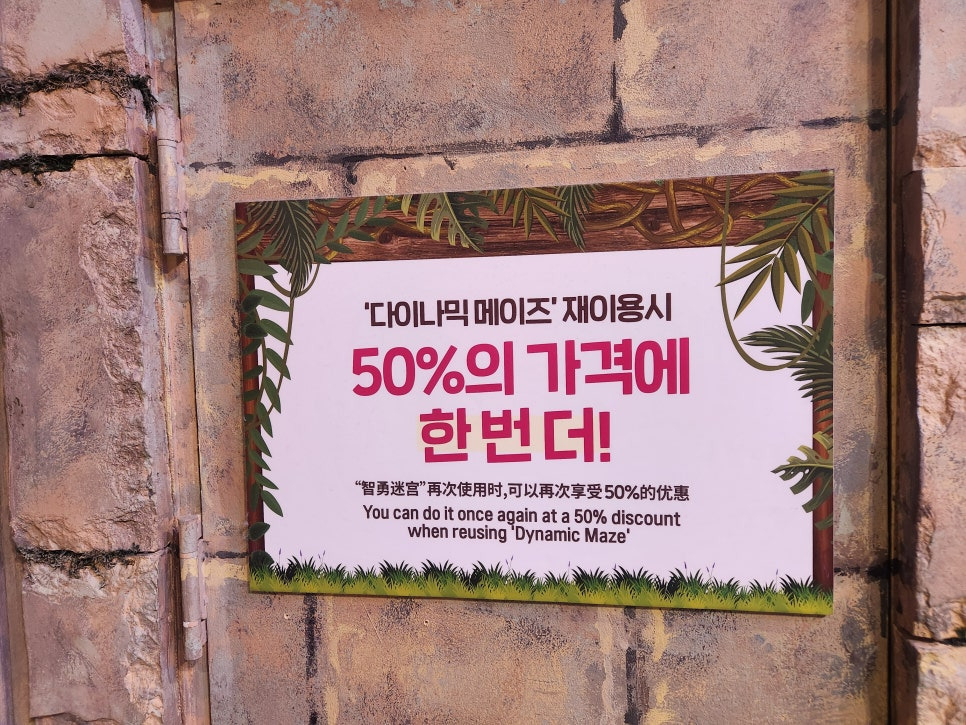 '다이나믹 메이즈' 재이용시
50%의 가격에
한 번 더!
“智勇迷宫”再次使用时,可以再次享受50%的优惠
You can do it once again at a 50% discount
when reusing 'Dynamic Maze'